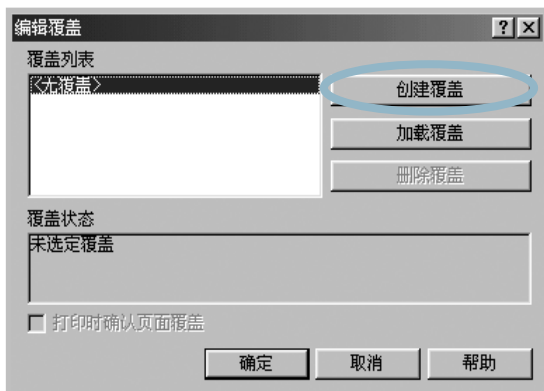 编辑覆盖
覆盖列表
<无覆盖>
创建覆盖
加载覆盖
删除覆盖
覆盖状态
未选定覆盖
打印时确认页面覆盖
确定
取消
帮助